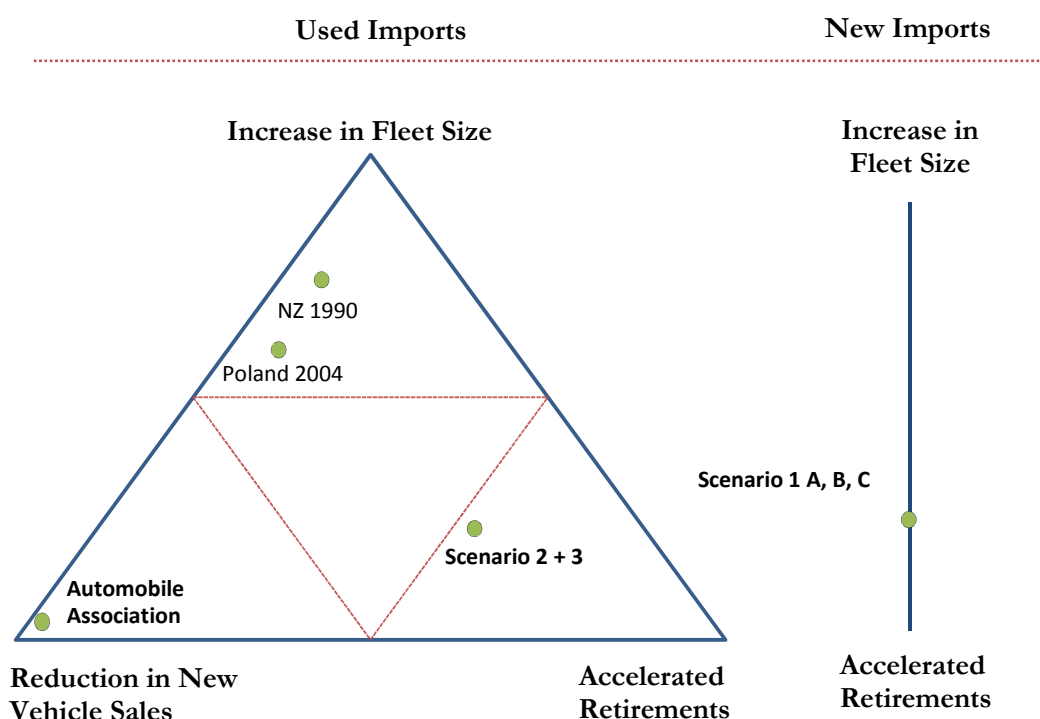 Used Imports
New Imports
Increase in Fleet Size
Increase in
Fleet Size
NZ 1990
Poland 2004
Scenario 1 A, B, C
Scenario 2 + 3
Automobile
Association
Reduction in New
Vehicle Sales
Accelerated
Retirements
Accelerated
Retirements